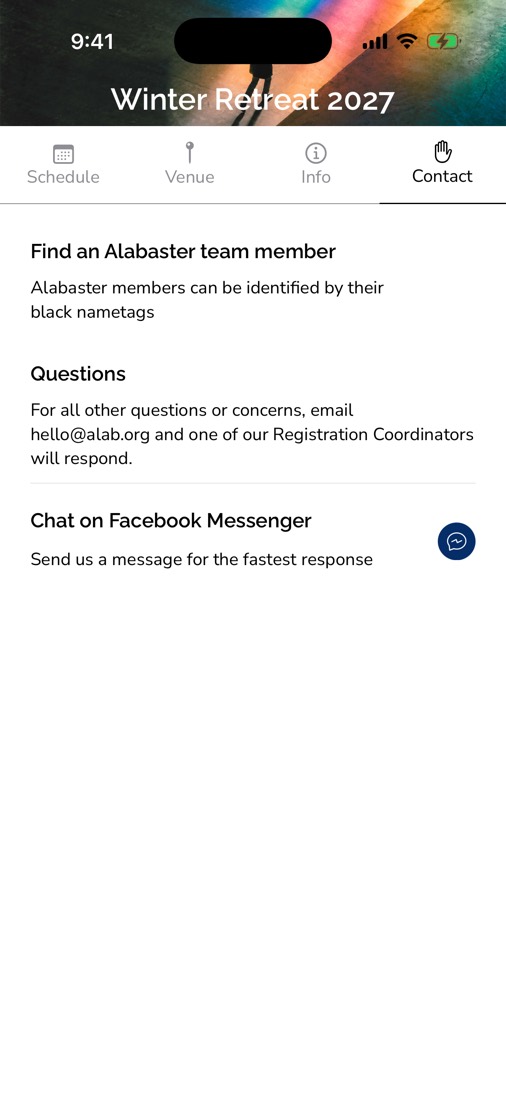 9:41
Winter Retreat 2027
Schedule
Venue
Info
Contact
Find an Alabaster team member
Alabaster members can be identified by their
black nametags
Questions
For all other questions or concerns, email
hello@alab.org and one of our Registration Coordinators
will respond.
Chat on Facebook Messenger
Send us a message for the fastest response